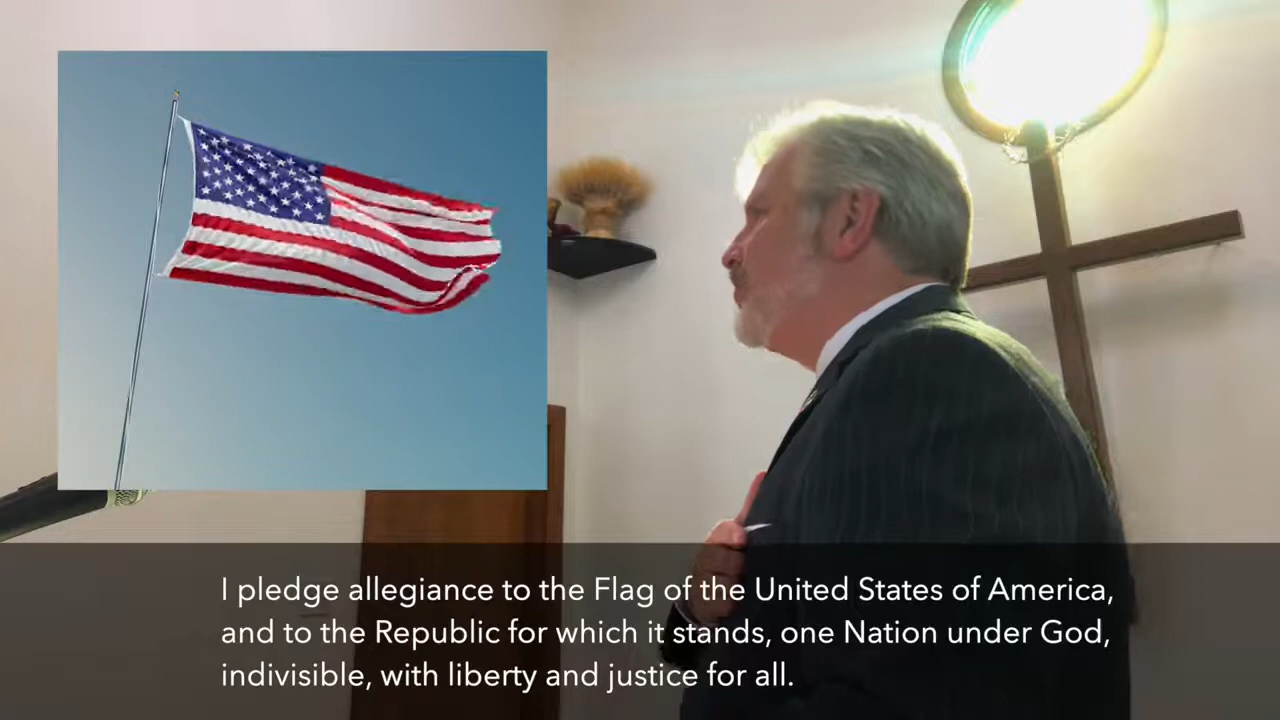 I pledge allegiance to the Flag of the United States of America,
and to the Republic for which it stands, one Nation under God,
indivisible, with liberty and justice for all.